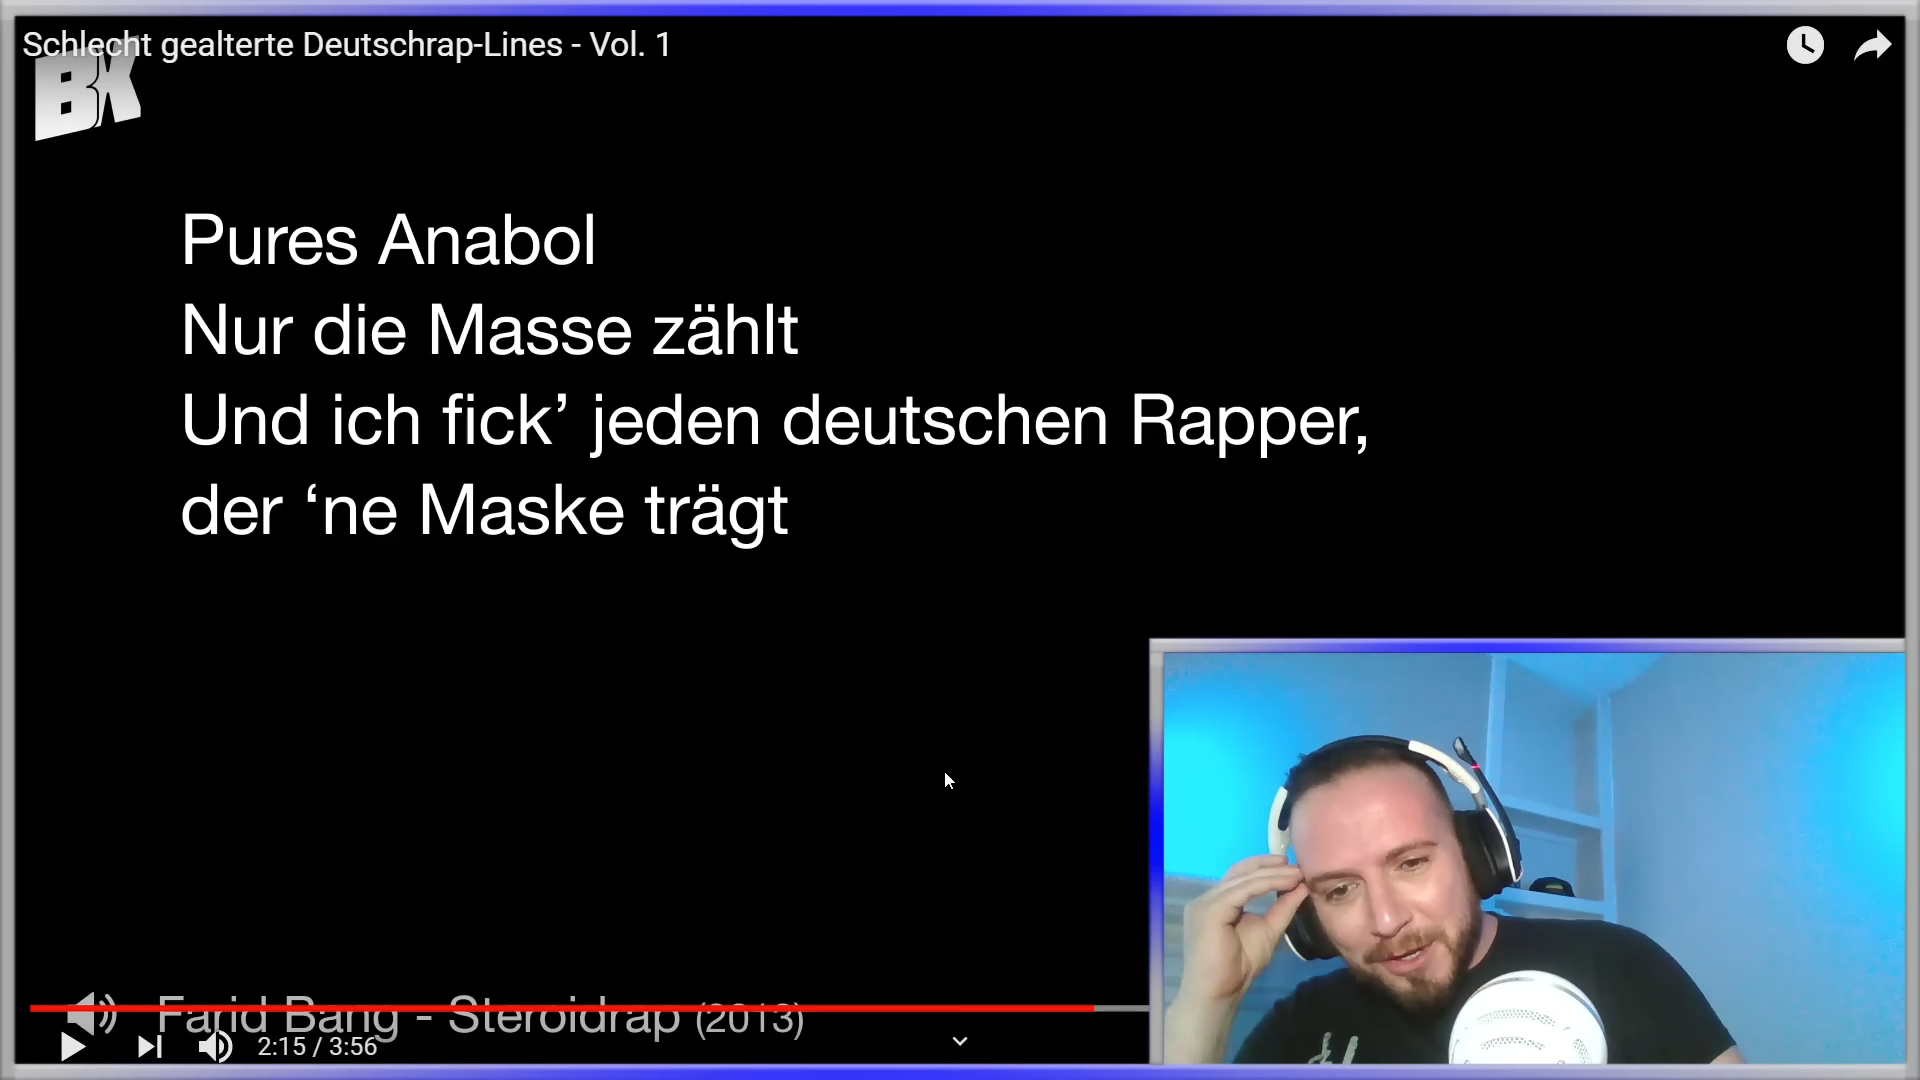 Schlecht gealterte Deutschrap-Lines - Vol. 1
BX
Pures Anabol
Nur die Masse zählt
Und ich fick’ jeden deutschen Rapper,
der ‘ne Maske trägt
Farid Bang - Steroidrap (2013)
2:15 / 3:56